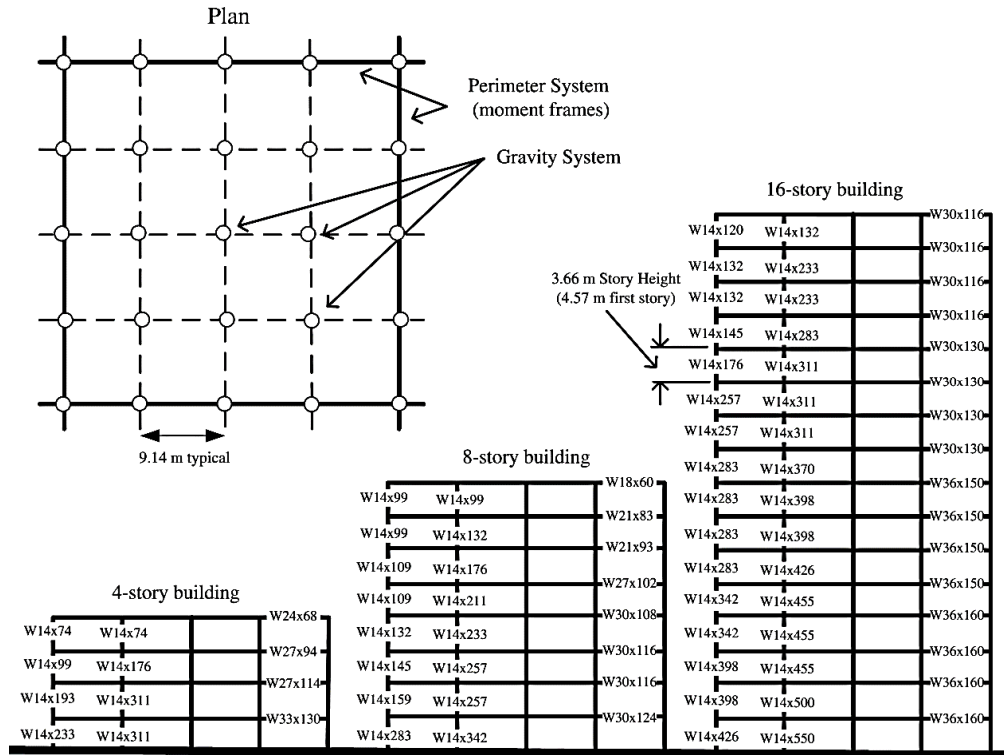 Plan
Perimeter System
(moment frames)
Gravity System
9.14 m typical
3.66 m Story Height
(4.57 m first story)
4-story building
W24x68
W14x74 W14x74
W27x94
W14x99 W14x176
W27x114
W14x193 W14x311
W33x130
W14x233 W14x311
8-story building
W18x60
W14x99 W14x99
W21x83
W14x99 W14x132
W21x93
W14x109 W14x176
W27x102
W14x109 W14x211
W30x108
W14x132 W14x233
W30x116
W14x145 W14x257
W30x116
W14x159 W14x257
W30x124
W14x283 W14x342
16-story building
W30x116
W14x120 W14x132
W30x116
W14x132 W14x233
W30x116
W14x132 W14x233
W30x116
W14x145 W14x283
W30x130
W14x176 W14x311
W30x130
W14x257 W14x311
W30x130
W14x257 W14x311
W30x130
W14x283 W14x370
W36x150
W14x283 W14x398
W36x150
W14x283 W14x398
W36x150
W14x283 W14x426
W36x150
W14x342 W14x455
W36x160
W14x342 W14x455
W36x160
W14x398 W14x455
W36x160
W14x398 W14x500
W36x160
W14x426 W14x550